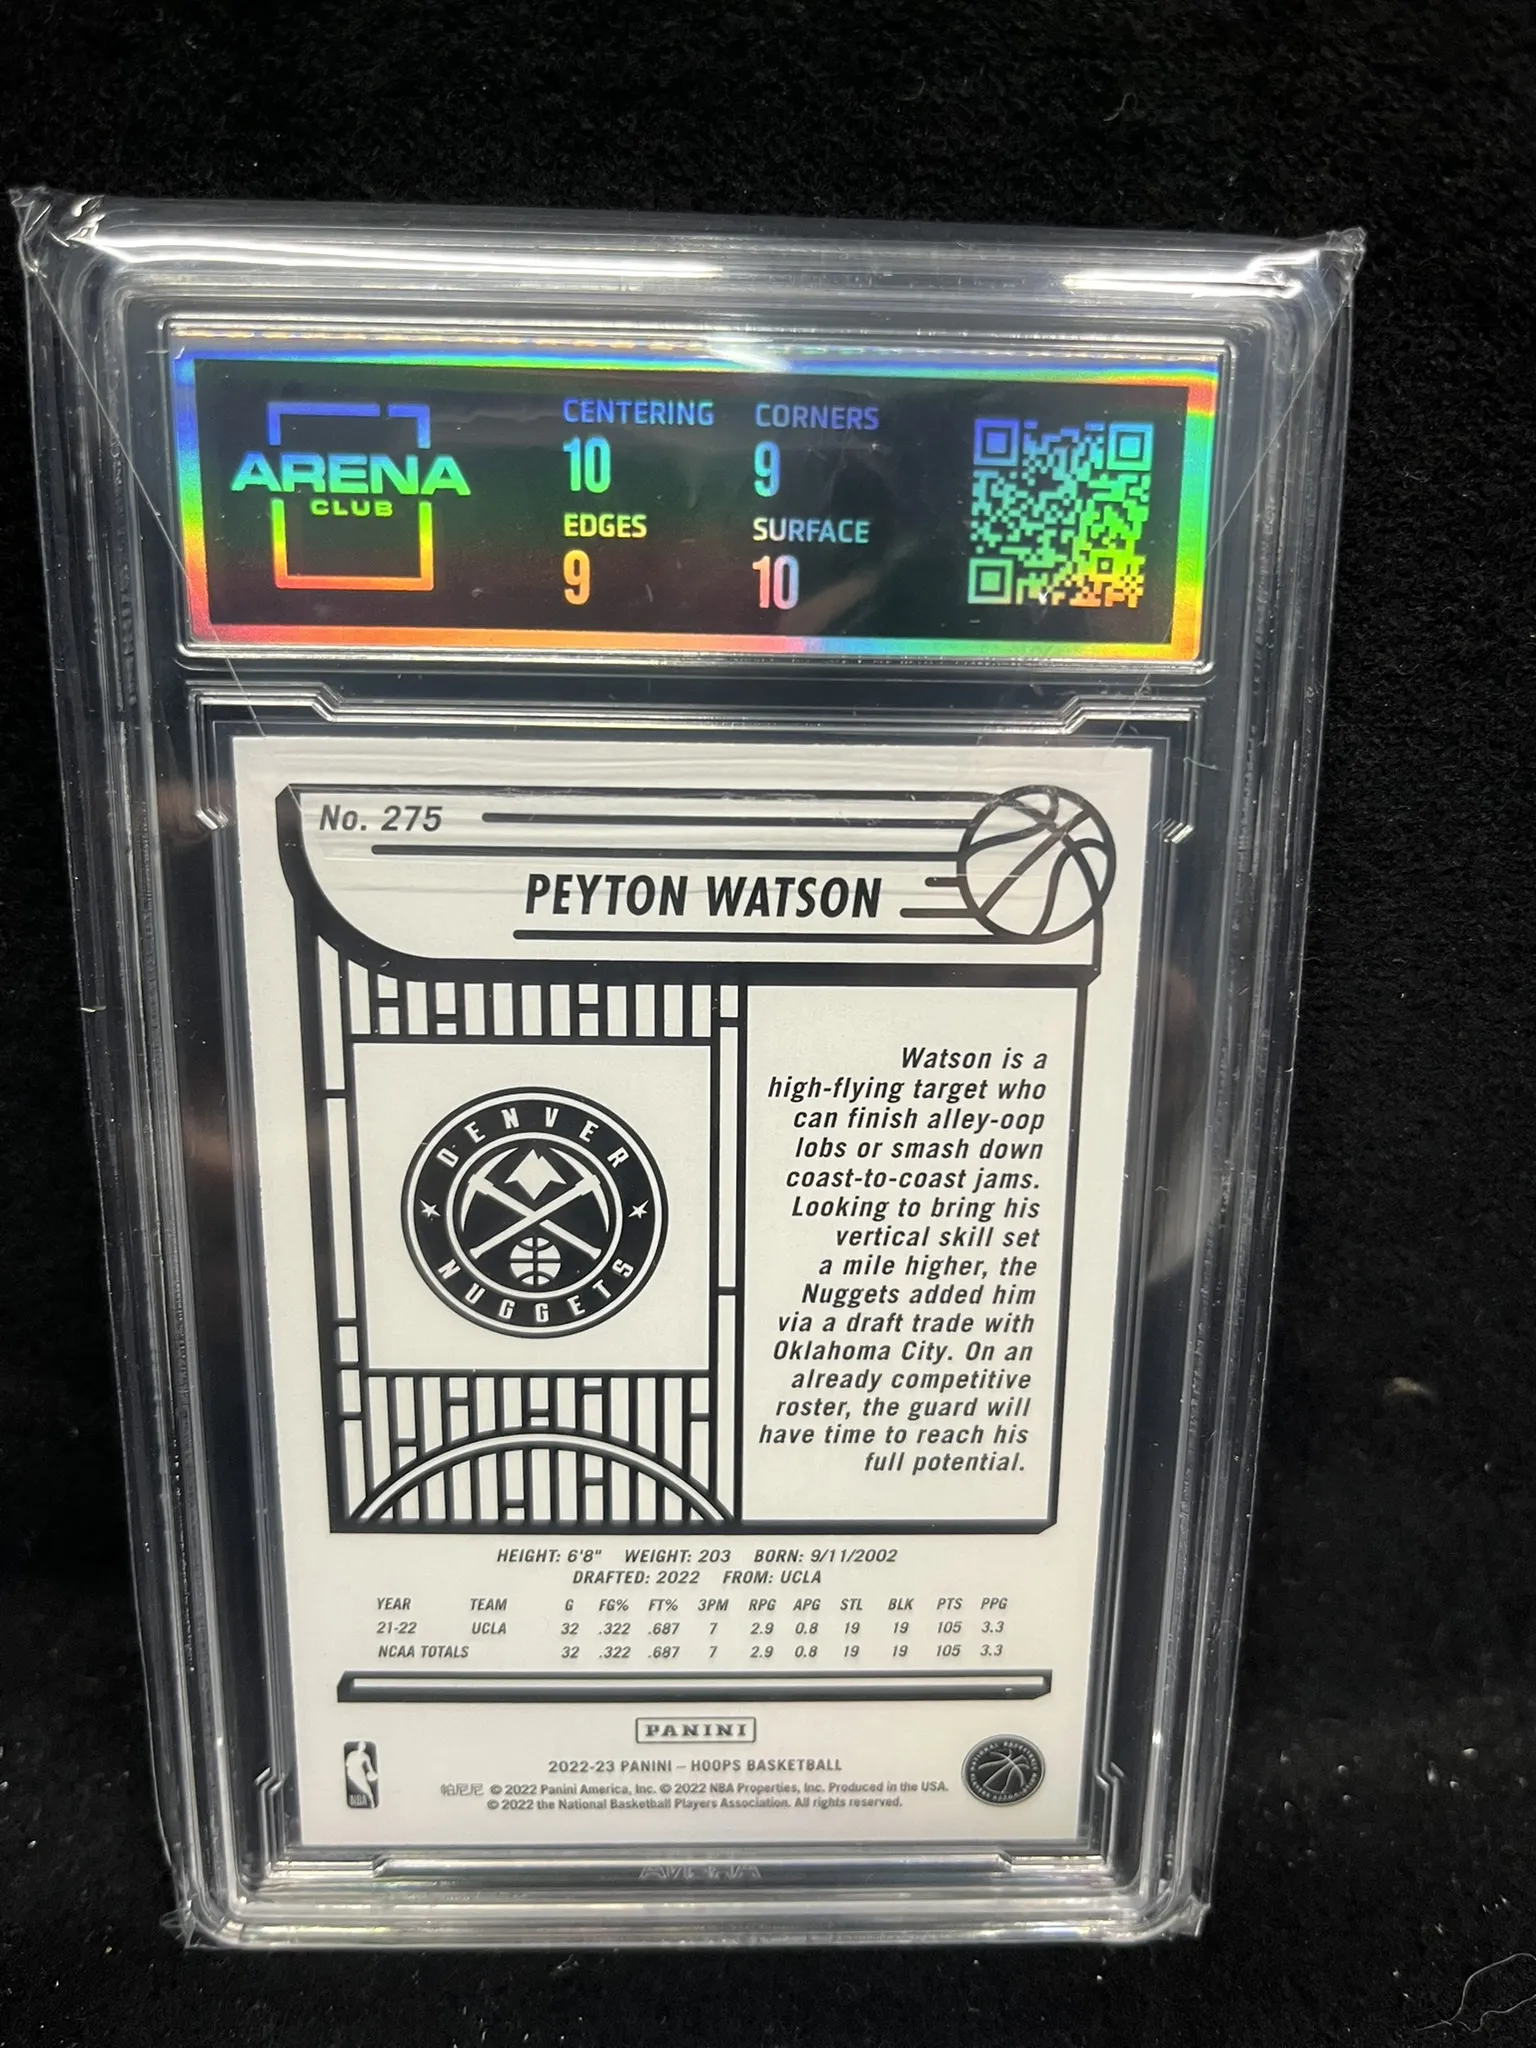 ARENA
CLUB
CENTERING CORNERS
10 9
EDGES SURFACE
9 10
No. 275
PEYTON WATSON
DENVER
NUGGETS
Watson is a
high-flying target who
can finish alley-oop
lobs or smash down
coast-to-coast jams.
Looking to bring his
vertical skill set
a mile higher, the
Nuggets added him
via a draft trade with
Oklahoma City. On an
already competitive
roster, the guard will
have time to reach his
full potential.
HEIGHT: 6'8" WEIGHT: 203 BORN: 9/11/2002
DRAFTED: 2022 FROM: UCLA
YEAR TEAM G FG% FT% 3PM RPG APG STL BLK PTS PPG
21-22 UCLA 32 .322 .687 7 2.9 0.8 19 19 105 3.3
NCAA TOTALS 32 .322 .687 7 2.9 0.8 19 19 105 3.3
PANINI
2022-23 PANINI – HOOPS BASKETBALL
帕尼尼 © 2022 Panini America, Inc. © 2022 NBA Properties, Inc. Produced in the USA.
© 2022 the National Basketball Players Association. All rights reserved.
NBA